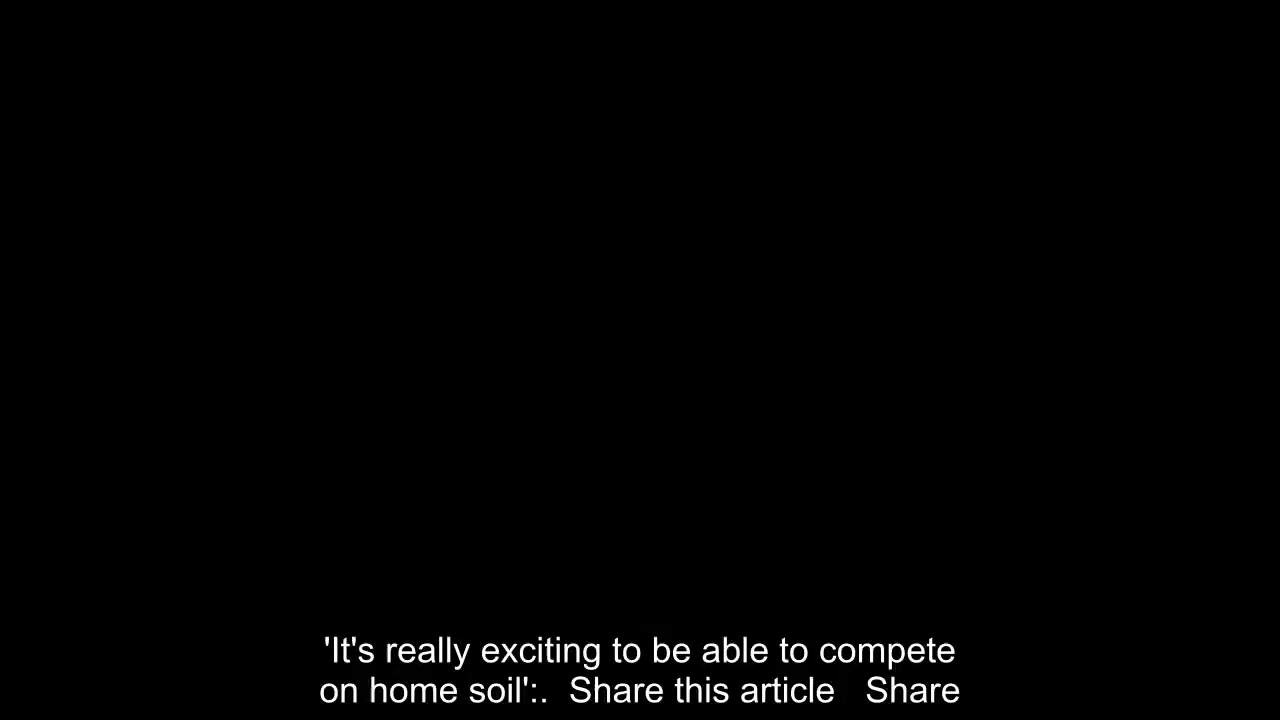 'It's really exciting to be able to compete
on home soil':.  Share this article   Share